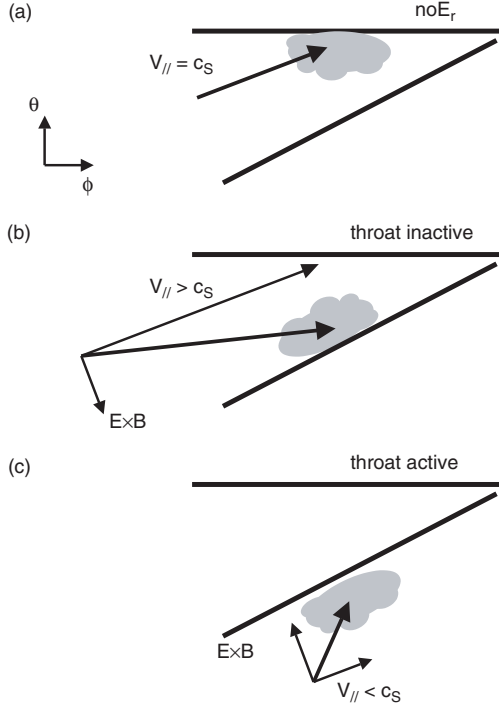 (a)
noE_r
V_// = c_S
θ
ϕ
(b)
throat inactive
V_// > c_S
E×B
(c)
throat active
E×B
V_// < c_S